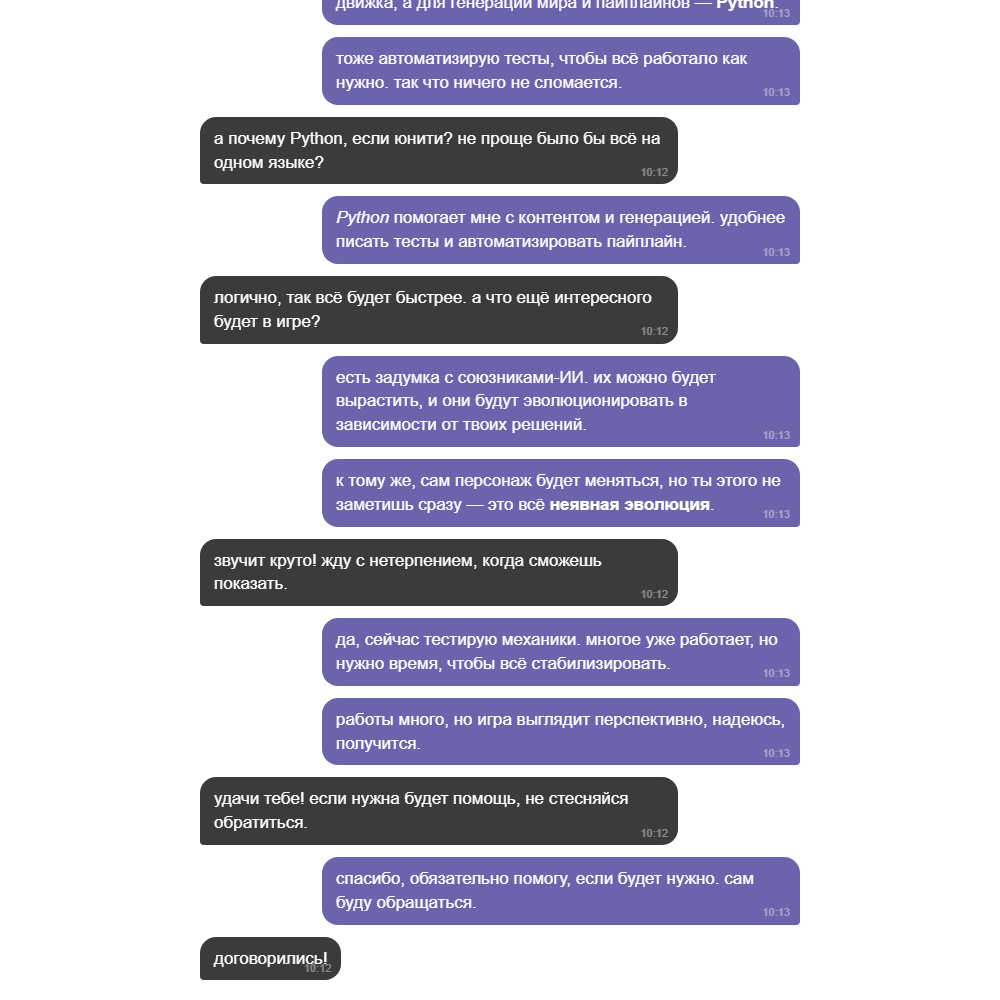 движка, а для генерации мира и пайплайнов — Python.
10:13
тоже автоматизирую тесты, чтобы всё работало как
нужно. так что ничего не сломается.
10:13
а почему Python, если юнити? не проще было бы всё на
одном языке?
10:12
Python помогает мне с контентом и генерацией. удобнее
писать тесты и автоматизировать пайплайн.
10:13
логично, так всё будет быстрее. а что ещё интересного
будет в игре?
10:12
есть задумка с союзниками-ИИ. их можно будет
вырастить, и они будут эволюционировать в
зависимости от твоих решений.
10:13
к тому же, сам персонаж будет меняться, но ты этого не
заметишь сразу — это всё неявная эволюция.
10:13
звучит круто! жду с нетерпением, когда сможешь
показать.
10:12
да, сейчас тестирую механики. многое уже работает, но
нужно время, чтобы всё стабилизировать.
10:13
работы много, но игра выглядит перспективно, надеюсь,
получится.
10:13
удачи тебе! если нужна будет помощь, не стесняйся
обратиться.
10:12
спасибо, обязательно помогу, если будет нужно. сам
буду обращаться.
10:13
договорились!
10:12